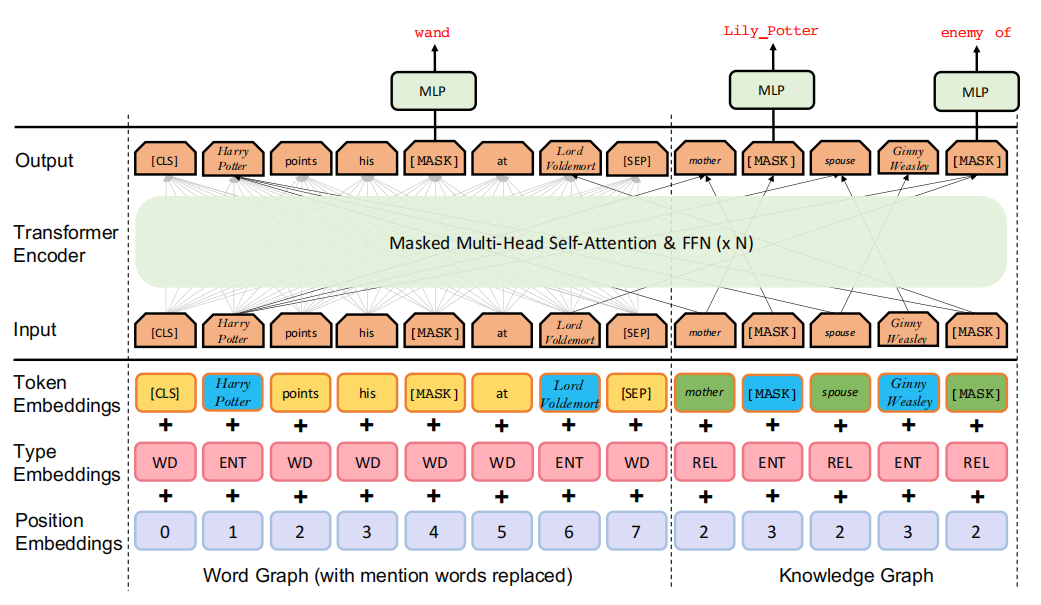 wand Lily_Potter enemy of
MLP MLP MLP
Output [CLS] Harry Potter points his [MASK] at Lord Voldemort [SEP] mother [MASK] spouse Ginny Weasley [MASK]
Transformer Encoder
Masked Multi-Head Self-Attention & FFN (x N)
Input [CLS] Harry Potter points his [MASK] at Lord Voldemort [SEP] mother [MASK] spouse Ginny Weasley [MASK]
Token Embeddings [CLS] Harry Potter points his [MASK] at Lord Voldemort [SEP] mother [MASK] spouse Ginny Weasley [MASK]
+ + + + + + + + + + + + +
Type Embeddings WD ENT WD WD WD WD ENT WD REL ENT REL ENT REL
+ + + + + + + + + + + + +
Position Embeddings 0 1 2 3 4 5 6 7 2 3 2 3 2
Word Graph (with mention words replaced) Knowledge Graph